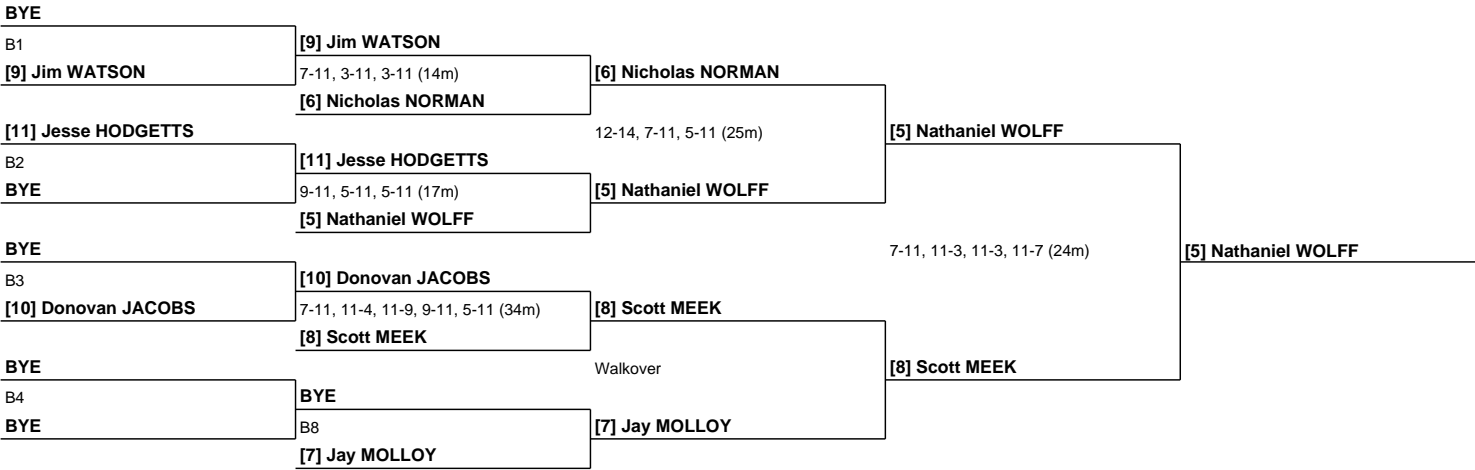 BYE
B1
[9] Jim WATSON
[9] Jim WATSON
7-11, 3-11, 3-11 (14m)
[6] Nicholas NORMAN
[6] Nicholas NORMAN
[11] Jesse HODGETTS
12-14, 7-11, 5-11 (25m)
[5] Nathaniel WOLFF
B2
[11] Jesse HODGETTS
BYE
9-11, 5-11, 5-11 (17m)
[5] Nathaniel WOLFF
[5] Nathaniel WOLFF
BYE
7-11, 11-3, 11-3, 11-7 (24m)
[5] Nathaniel WOLFF
B3
[10] Donovan JACOBS
[10] Donovan JACOBS
7-11, 11-4, 11-9, 9-11, 5-11 (34m)
[8] Scott MEEK
[8] Scott MEEK
BYE
Walkover
[8] Scott MEEK
B4
BYE
BYE
B8
[7] Jay MOLLOY
[7] Jay MOLLOY